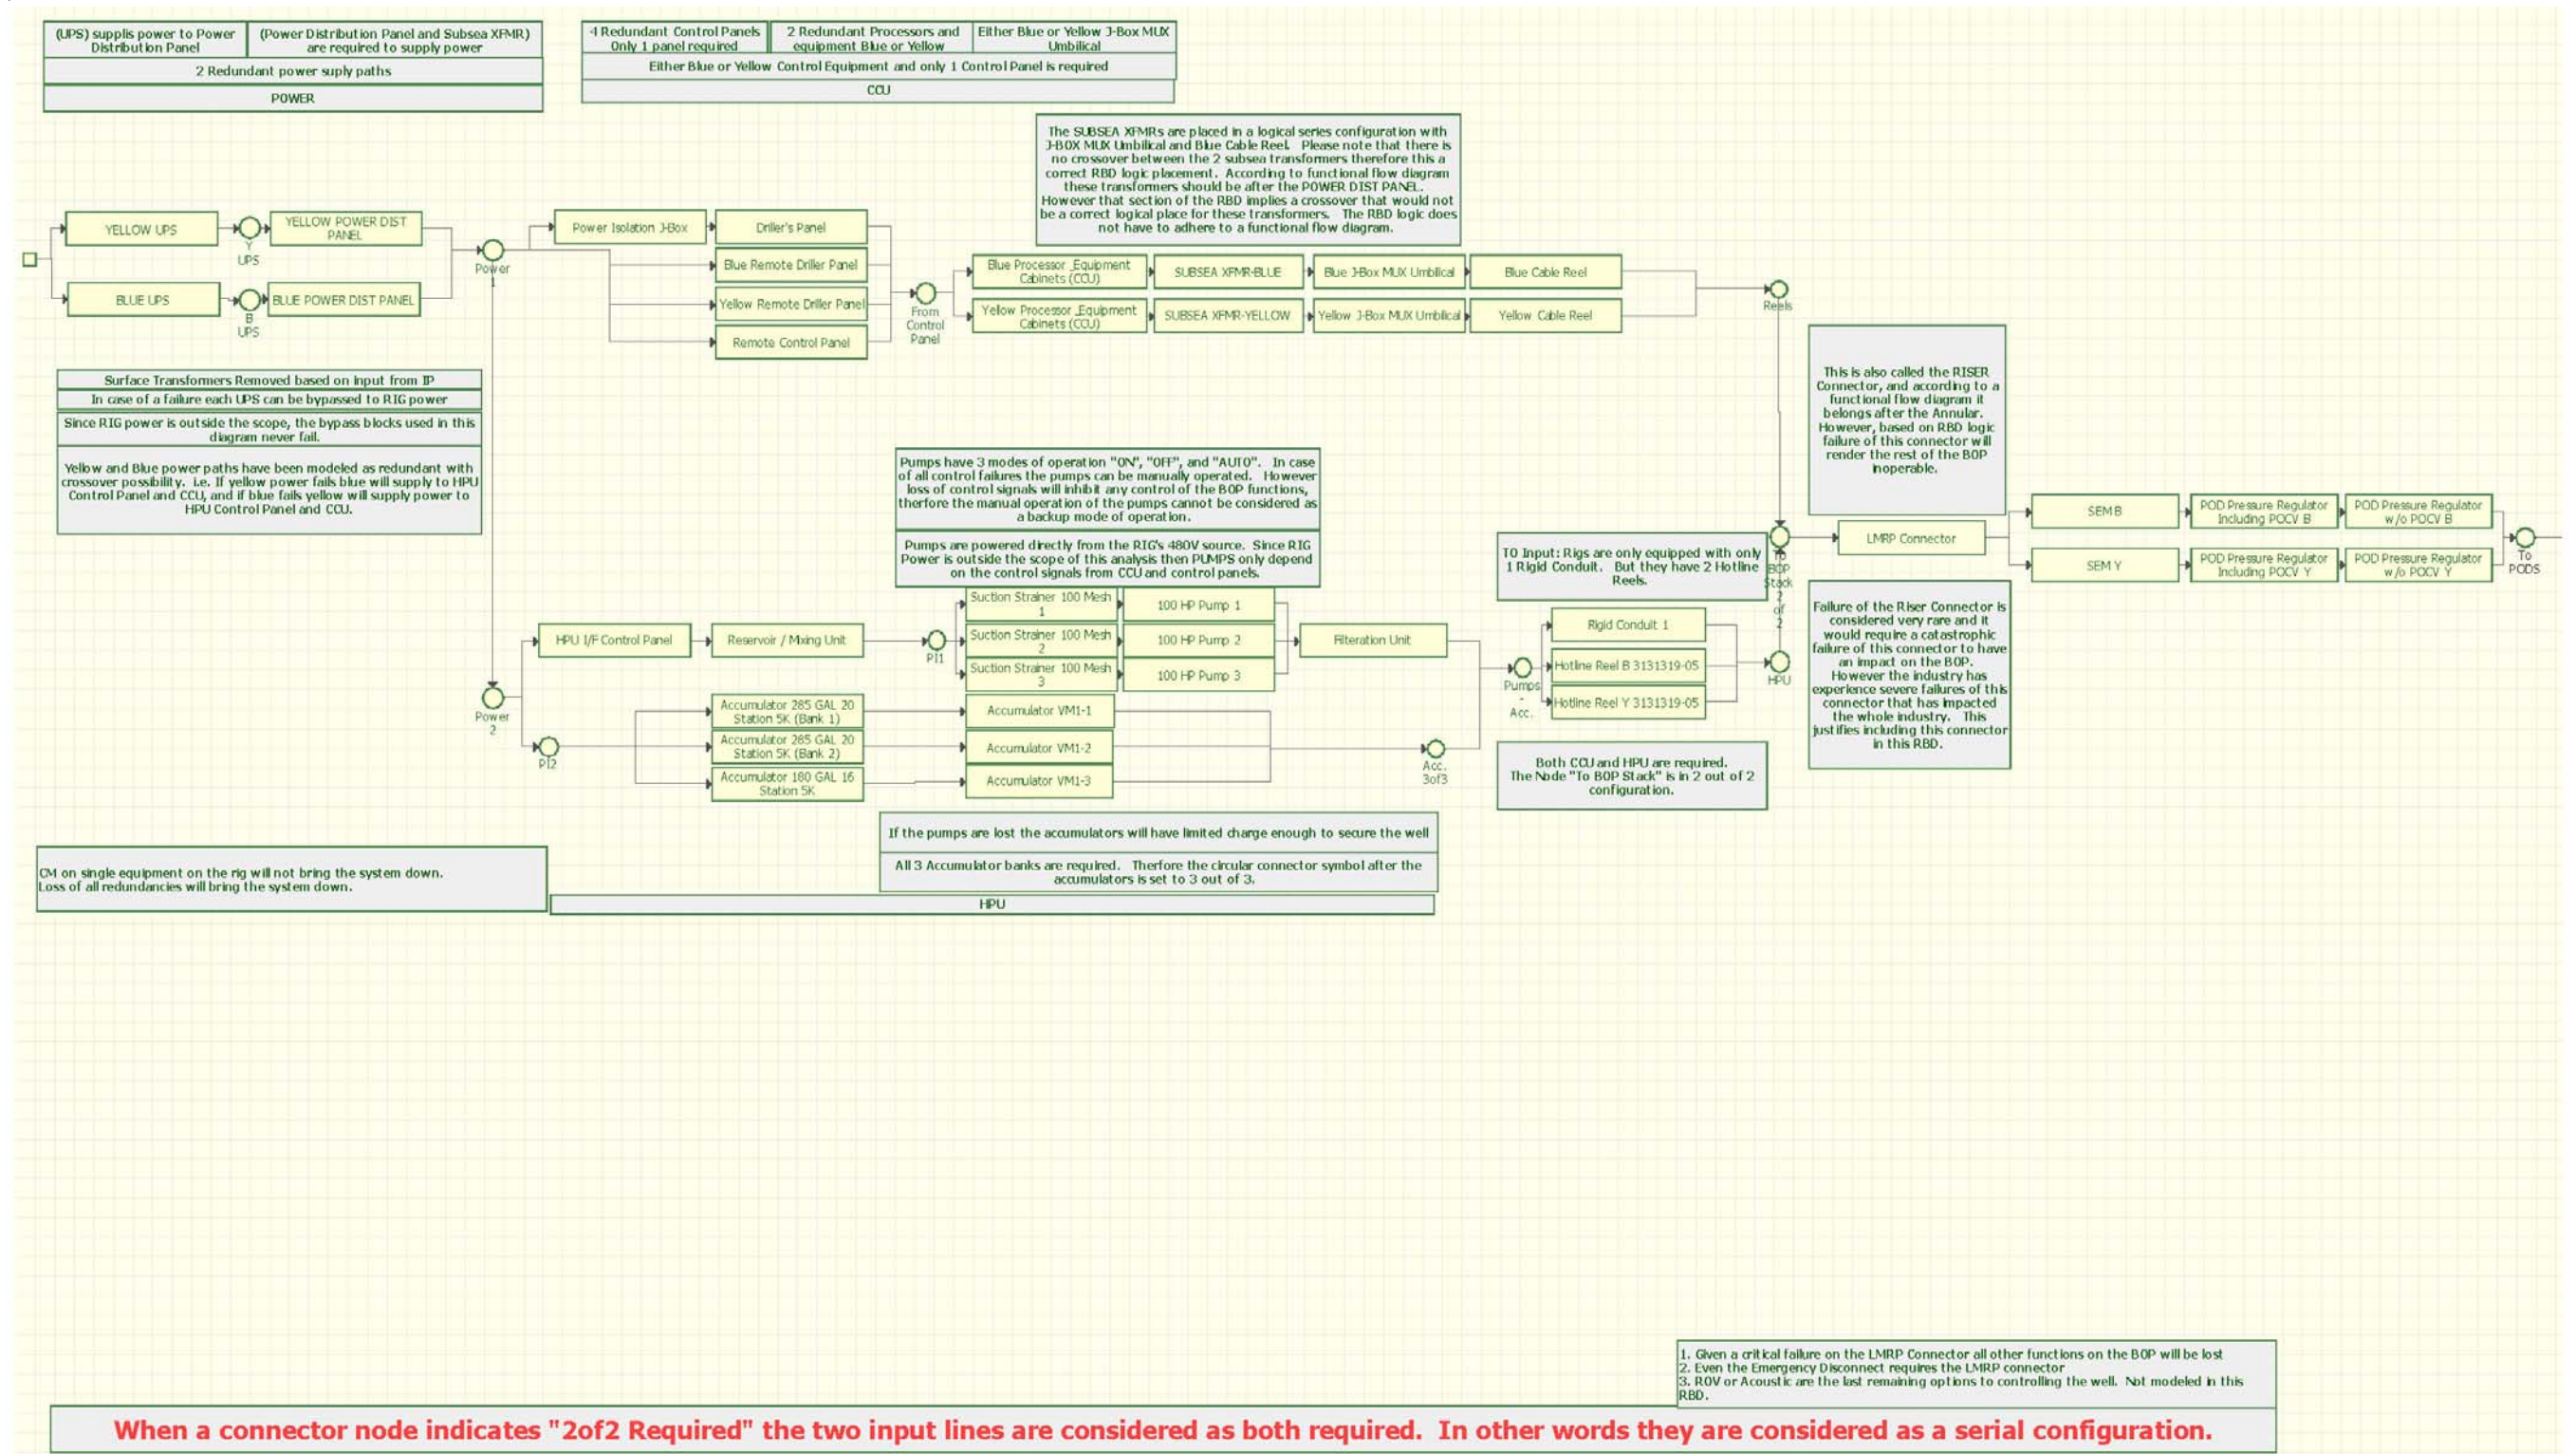 (UPS) supplis power to Power
Distribution Panel
(Power Distribution Panel and Subsea XFMR)
are required to supply power
2 Redundant power suply paths
POWER
4 Redundant Control Panels
Only 1 panel required
2 Redundant Processors and
equipment Blue or Yellow
Either Blue or Yellow J-Box MUX
Umbilical
Either Blue or Yellow Control Equipment and only 1 Control Panel is required
CCU
The SUBSEA XFMRs are placed in a logical series configuration with
J-BOX MUX Umbilical and Blue Cable Reel. Please note that there is
no crossover between the 2 subsea transformers therefore this a
correct RBD logic placement. According to functional flow diagram
these transformers should be after the POWER DIST PANEL.
However that section of the RBD implies a crossover that would not
be a correct logical place for these transformers. The RBD logic does
not have to adhere to a functional flow diagram.
YELLOW UPS
Y
UPS
YELLOW POWER DIST
PANEL
BLUE UPS
B
UPS
BLUE POWER DIST PANEL
Power
1
Power Isolation J-Box
Driller's Panel
Blue Remote Driller Panel
Yellow Remote Driller Panel
Remote Control Panel
From
Control
Panel
Blue Processor_Equipment
Cabinets (CCU)
SUBSEA XFMR-BLUE
Blue J-Box MUX Umbilical
Blue Cable Reel
Yellow Processor_Equipment
Cabinets (CCU)
SUBSEA XFMR-YELLOW
Yellow J-Box MUX Umbilical
Yellow Cable Reel
Reels
Surface Transformers Removed based on input from IP
In case of a failure each UPS can be bypassed to RIG power
Since RIG power is outside the scope, the bypass blocks used in this
diagram never fail.
Yellow and Blue power paths have been modeled as redundant with
crossover possibility. i.e. If yellow power fails blue will supply to HPU
Control Panel and CCU, and if blue fails yellow will supply power to
HPU Control Panel and CCU.
This is also called the RISER
Connector, and according to a
functional flow diagram it
belongs after the Annular.
However, based on RBD logic
failure of this connector will
render the rest of the BOP
inoperable.
Pumps have 3 modes of operation "ON", "OFF", and "AUTO". In case
of all control failures the pumps can be manually operated. However
loss of control signals will inhibit any control of the BOP functions,
therfore the manual operation of the pumps cannot be considered as
a backup mode of operation.
Pumps are powered directly from the RIG's 480V source. Since RIG
Power is outside the scope of this analysis then PUMPS only depend
on the control signals from CCU and control panels.
TO Input: Rigs are only equipped with only
1 Rigid Conduit. But they have 2 Hotline
Reels.
To
BOP
Stack
2
of
2
LMRP Connector
SEM B
POD Pressure Regulator
Including POCV B
POD Pressure Regulator
w/o POCV B
SEM Y
POD Pressure Regulator
Including POCV Y
POD Pressure Regulator
w/o POCV Y
To
PODS
Failure of the Riser Connector is
considered very rare and it
would require a catastrophic
failure of this connector to have
an impact on the BOP.
However the industry has
experience severe failures of this
connector that has impacted
the whole industry. This
justifies including this connector
in this RBD.
Power
2
HPU I/F Control Panel
Reservoir / Mixing Unit
PI1
Suction Strainer 100 Mesh
1
100 HP Pump 1
Suction Strainer 100 Mesh
2
100 HP Pump 2
Suction Strainer 100 Mesh
3
100 HP Pump 3
Filteration Unit
PI2
Accumulator 285 GAL 20
Station 5K (Bank 1)
Accumulator VM1-1
Accumulator 285 GAL 20
Station 5K (Bank 2)
Accumulator VM1-2
Accumulator 180 GAL 16
Station 5K
Accumulator VM1-3
Acc.
3of3
Pumps
-
Acc.
Rigid Conduit 1
Hotline Reel B 3131319-05
Hotline Reel Y 3131319-05
HPU
Both CCU and HPU are required.
The Node "To BOP Stack" is in 2 out of 2
configuration.
If the pumps are lost the accumulators will have limited charge enough to secure the well
All 3 Accumulator banks are required. Therfore the circular connector symbol after the
accumulators is set to 3 out of 3.
HPU
CM on single equipment on the rig will not bring the system down.
Loss of all redundancies will bring the system down.
1. Given a critical failure on the LMRP Connector all other functions on the BOP will be lost
2. Even the Emergency Disconnect requires the LMRP connector
3. ROV or Acoustic are the last remaining options to controlling the well. Not modeled in this
RBD.
When a connector node indicates "2of2 Required" the two input lines are considered as both required. In other words they are considered as a serial configuration.